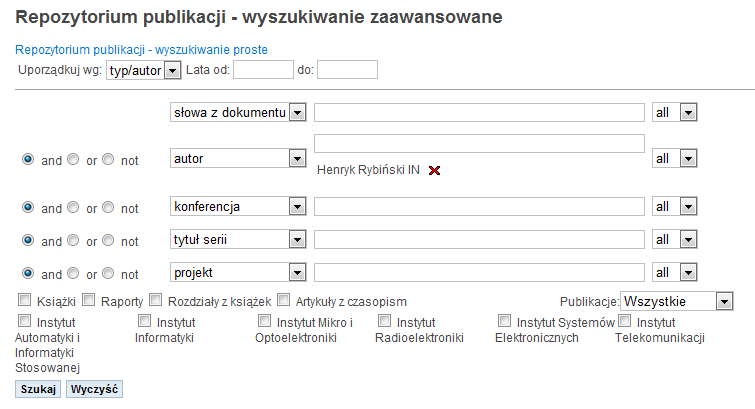 Repozytorium publikacji - wyszukiwanie zaawansowane
Repozytorium publikacji - wyszukiwanie proste
Uporządkuj wg: typ/autor Lata od: do:
słowa z dokumentu all
and or not autor all
Henryk Rybiński IN
and or not konferencja all
and or not tytuł serii all
and or not projekt all
Książki Raporty Rozdziały z książek Artykuły z czasopism Publikacje: Wszystkie
Instytut Automatyki i Informatyki Stosowanej
Instytut Informatyki
Instytut Mikro i Optoelektroniki
Instytut Radioelektroniki
Instytut Systemów Elektronicznych
Instytut Telekomunikacji
Szukaj Wyczyść